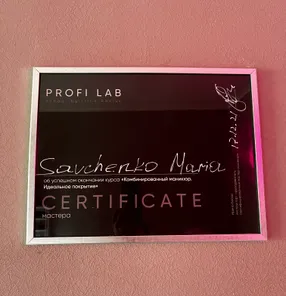 PROFI LAB
Savchenko Maria
об успешном окончании курса «Комбинированный маникюр.
Идеальное покрытие»
CERTIFICATE
мастера